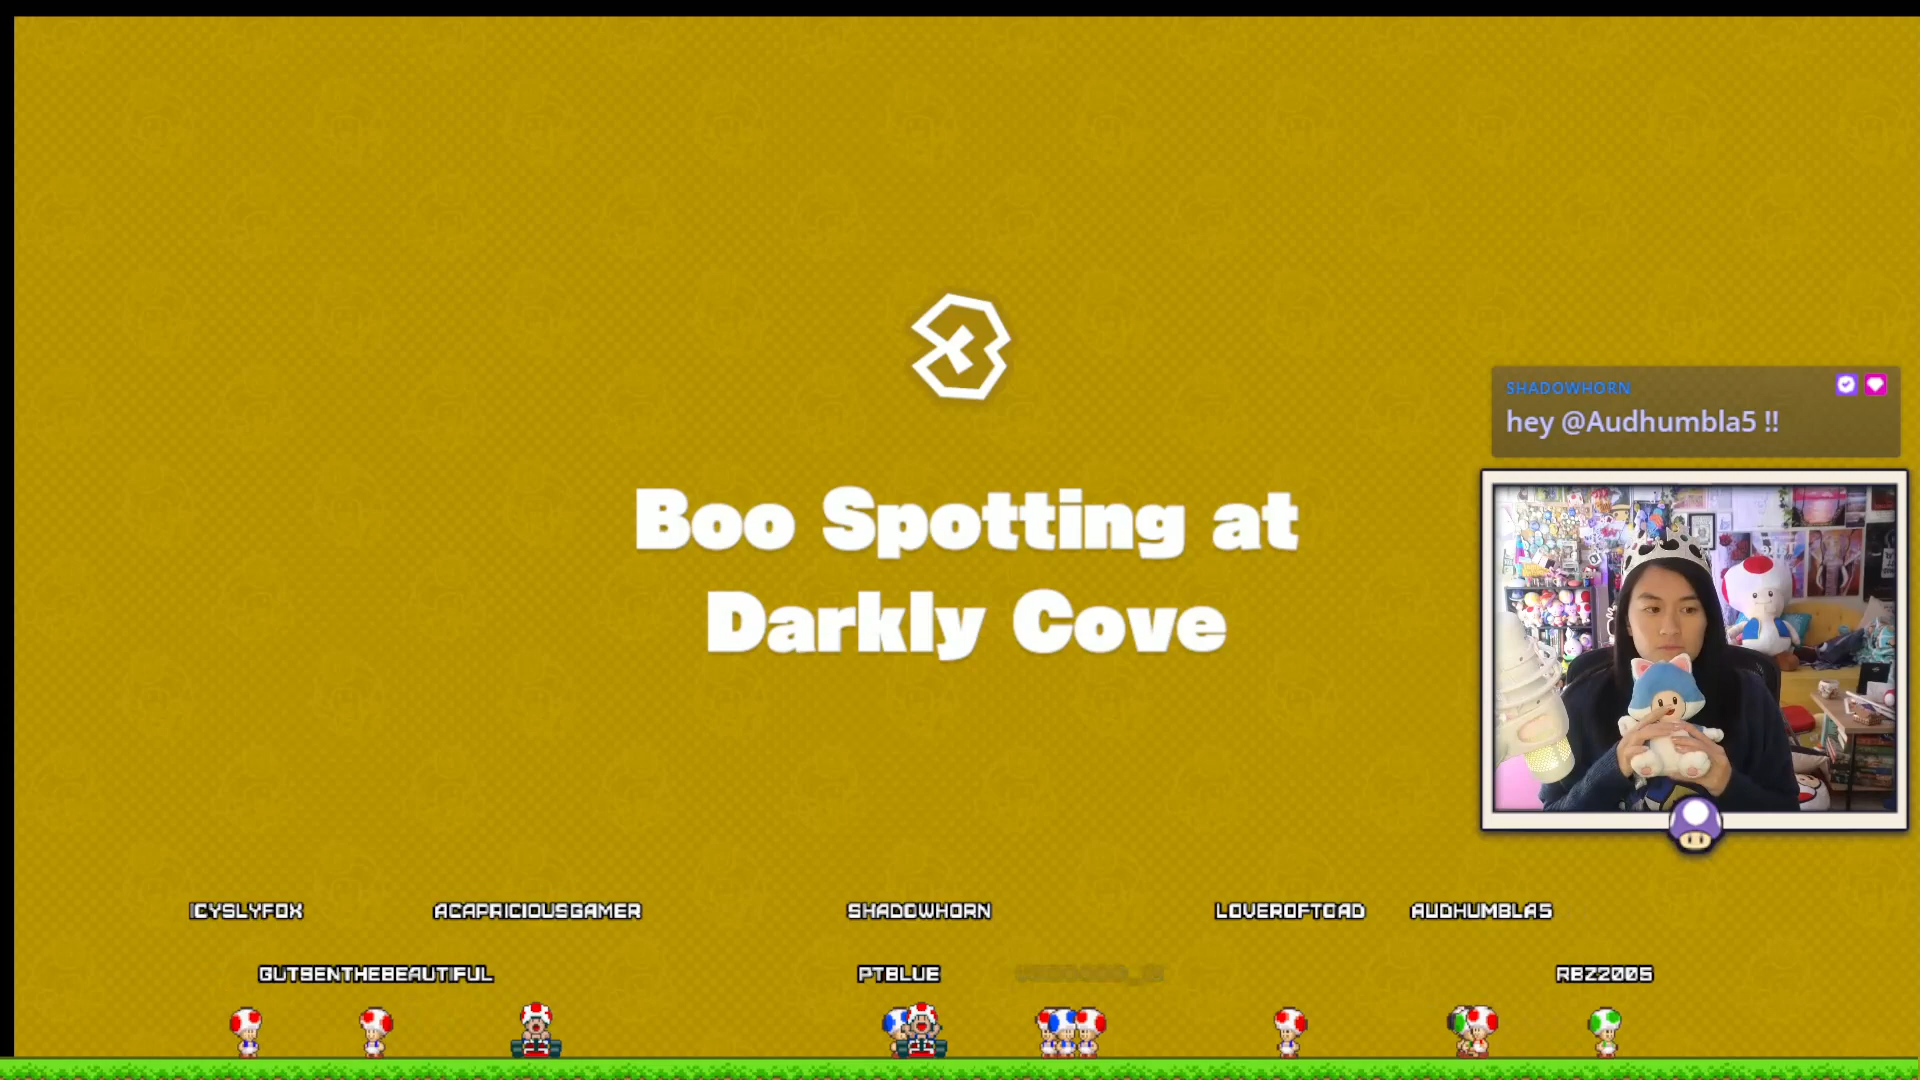 Boo Spotting at
Darkly Cove
SHADOWHORN
hey @Audhumbla5 !!
ICYSLYFOX
ACAPRICIOUSGAMER
SHADOWHORN
LOVEROFTOAD
AUDHUMBLA5
GUTSENTHEBEAUTIFUL
PTBLUE
RBZ2005